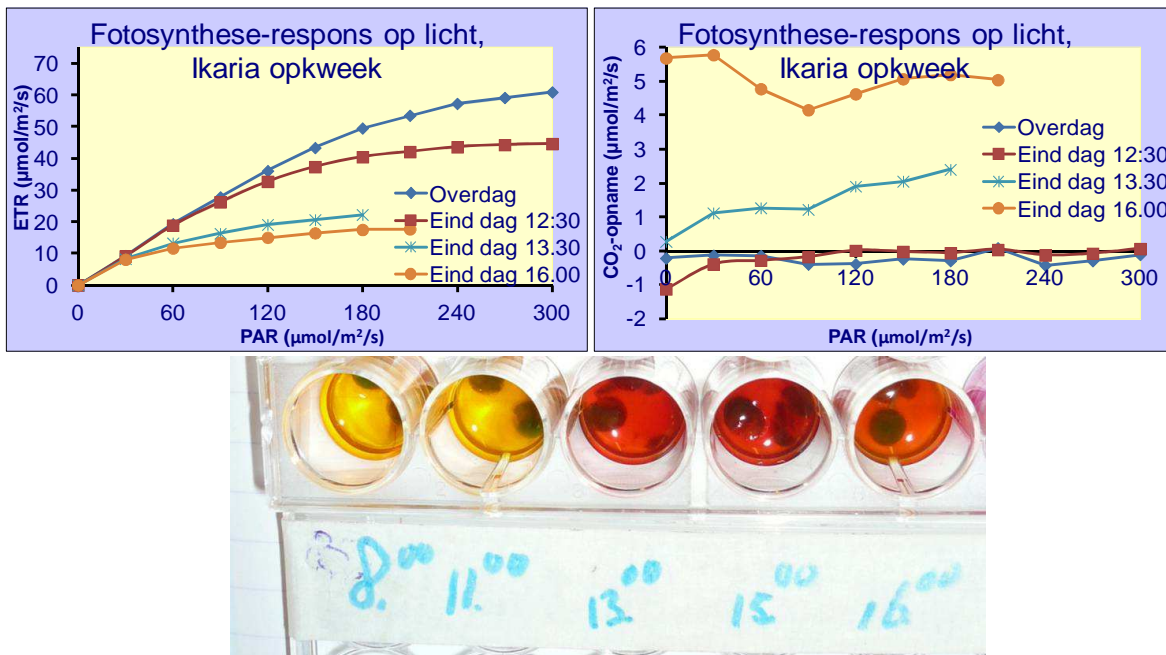 Fotosynthese-respons op licht,
Ikaria opkweek
ETR (µmol/m²/s)
70
60
50
40
30
20
10
0
0 60 120 180 240 300
PAR (µmol/m²/s)
Overdag
Eind dag 12:30
Eind dag 13.30
Eind dag 16.00
Fotosynthese-respons op licht,
Ikaria opkweek
CO₂-opname (µmol/m²/s)
6
5
4
3
2
1
0
-1
-2
0 60 120 180 240 300
PAR (µmol/m²/s)
Overdag
Eind dag 12:30
Eind dag 13.30
Eind dag 16.00
8.00 11.00 13.00 15.00 16.00